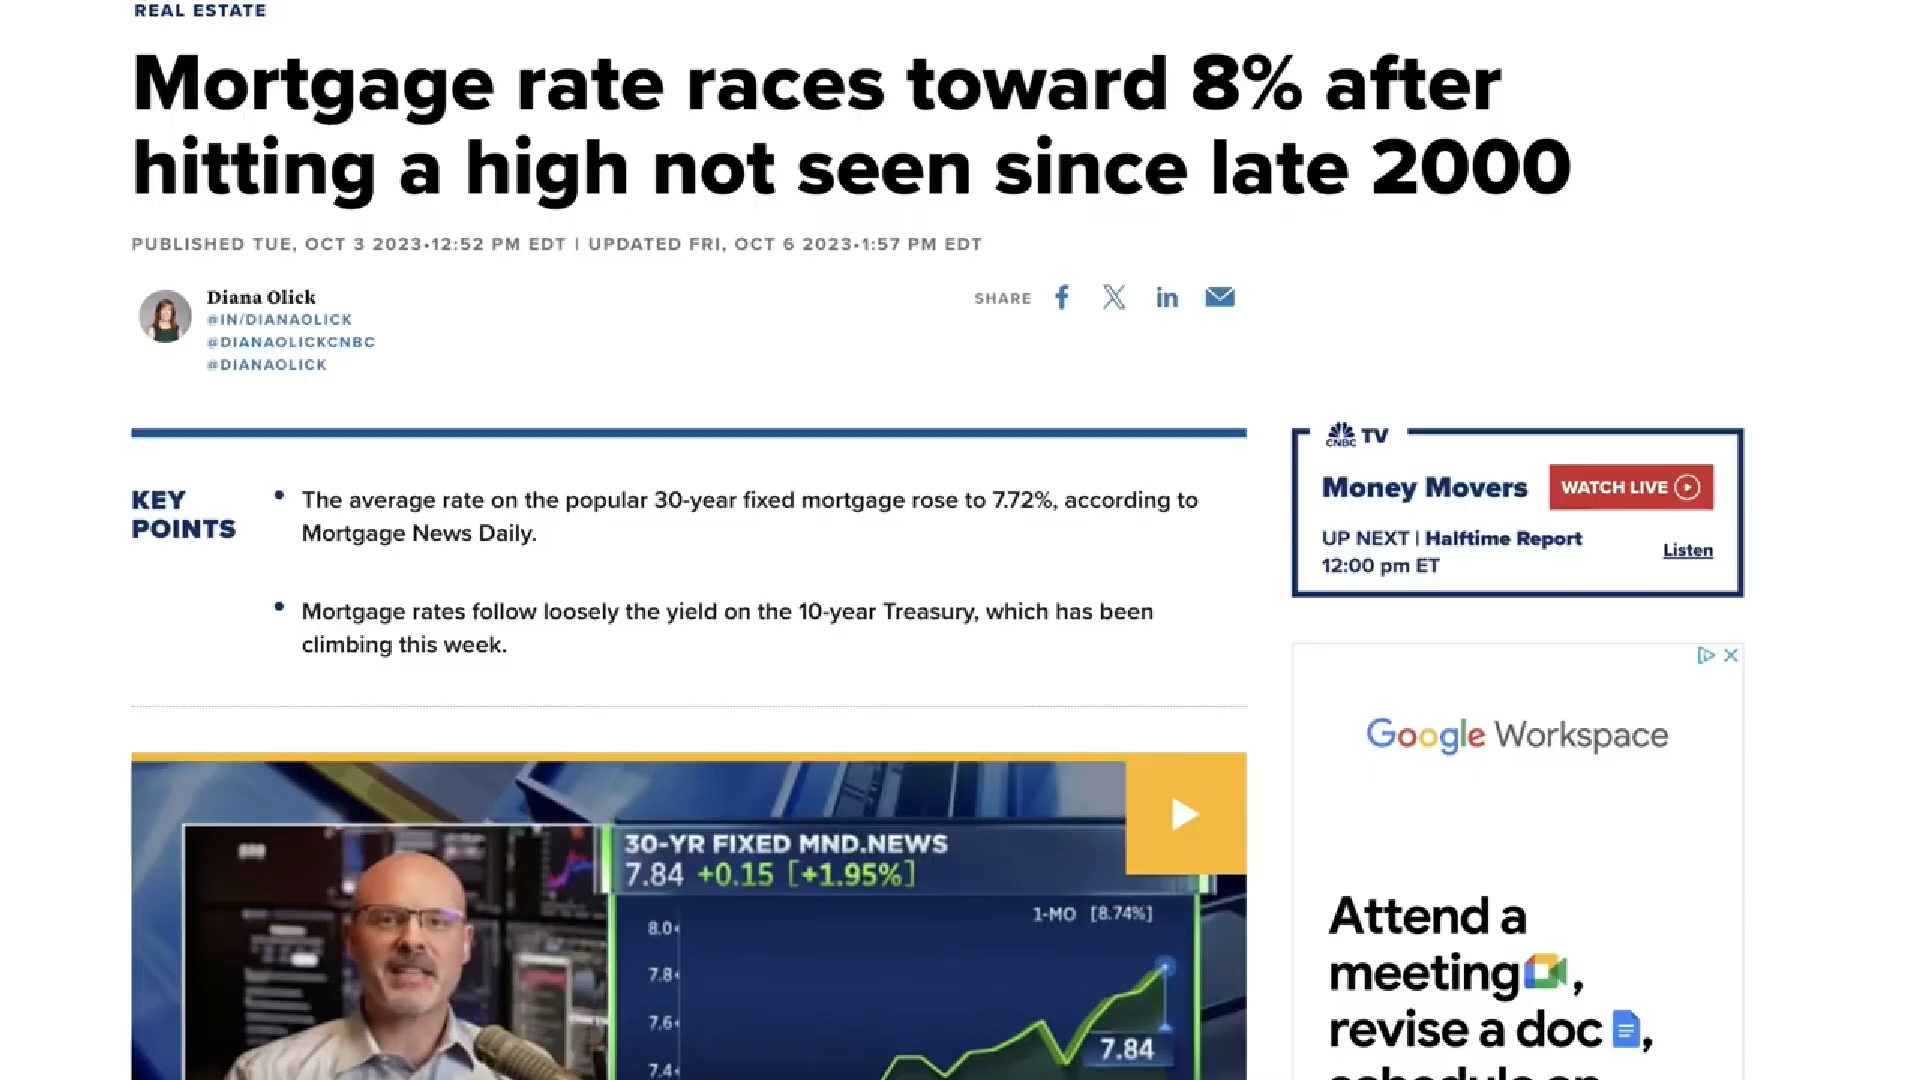 REAL ESTATE
Mortgage rate races toward 8% after
hitting a high not seen since late 2000
PUBLISHED TUE, OCT 3 2023•12:52 PM EDT | UPDATED FRI, OCT 6 2023•1:57 PM EDT
Diana Olick
@IN/DIANAOLICK
@DIANAOLICKCNBC
@DIANAOLICK
SHARE
KEY
POINTS
• The average rate on the popular 30-year fixed mortgage rose to 7.72%, according to
Mortgage News Daily.
• Mortgage rates follow loosely the yield on the 10-year Treasury, which has been
climbing this week.
CNBC TV
Money Movers
WATCH LIVE
UP NEXT | Halftime Report
12:00 pm ET
Listen
30-YR FIXED MND.NEWS
7.84 +0.15 [+1.95%]
1-MO [8.74%]
8.0
7.8
7.6
7.4
7.84
Google Workspace
Attend a
meeting,
revise a doc,
schedule an